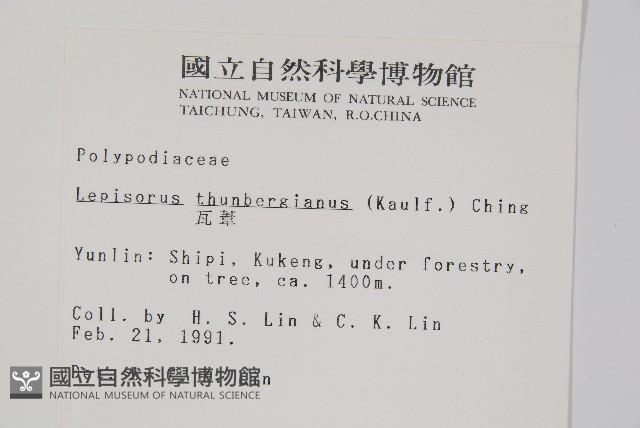 國立自然科學博物館
NATIONAL MUSEUM OF NATURAL SCIENCE
TAICHUNG, TAIWAN, R.O.CHINA
Polypodiaceae
Lepisorus thunbergianus (Kaulf.) Ching
瓦葦
Yunlin: Shipi, Kukeng, under forestry,
on tree, ca. 1400m.
Coll. by H. S. Lin & C. K. Lin
Feb. 21, 1991.
國立自然科學博物館
NATIONAL MUSEUM OF NATURAL SCIENCE